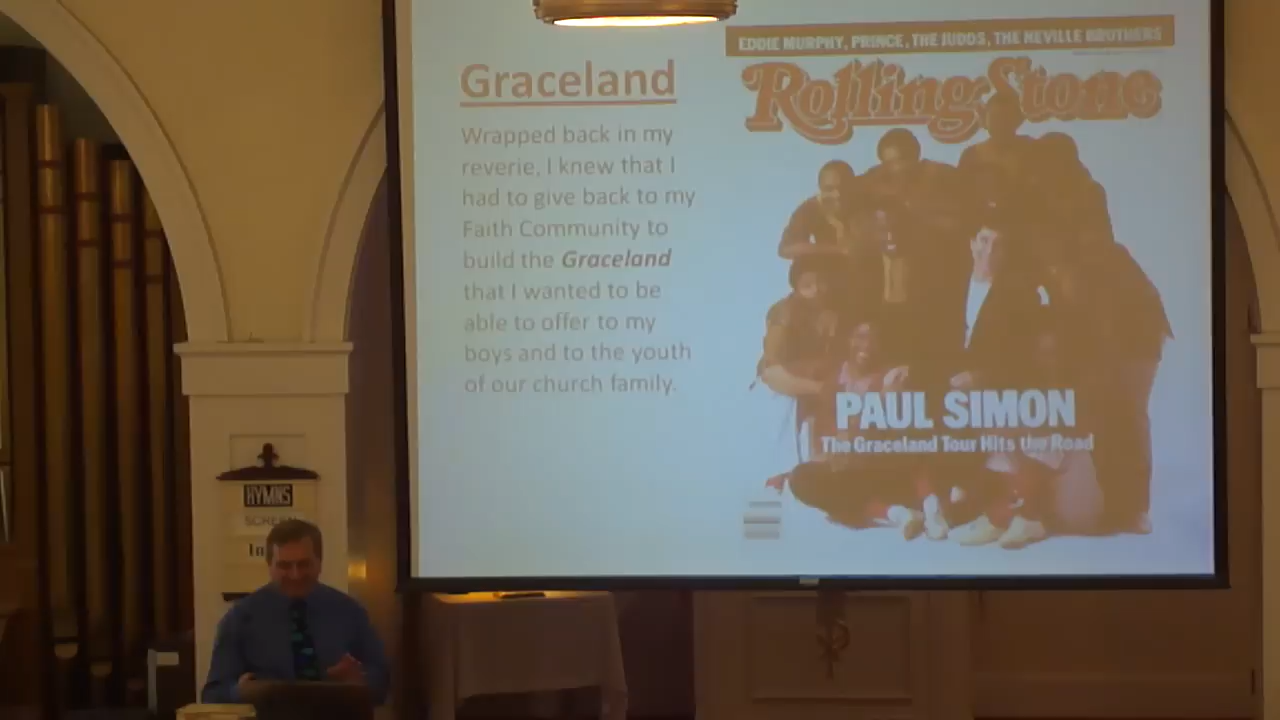 Graceland
Wrapped back in my
reverie, I knew that I
had to give back to my
Faith Community to
build the Graceland
that I wanted to be
able to offer to my
boys and to the youth
of our church family.
EDDIE MURPHY, PRINCE, THE JUDDS, THE NEVILLE BROTHERS
RollingStone
PAUL SIMON
The Graceland Tour Hits the Road
HYMNS
SCREEN